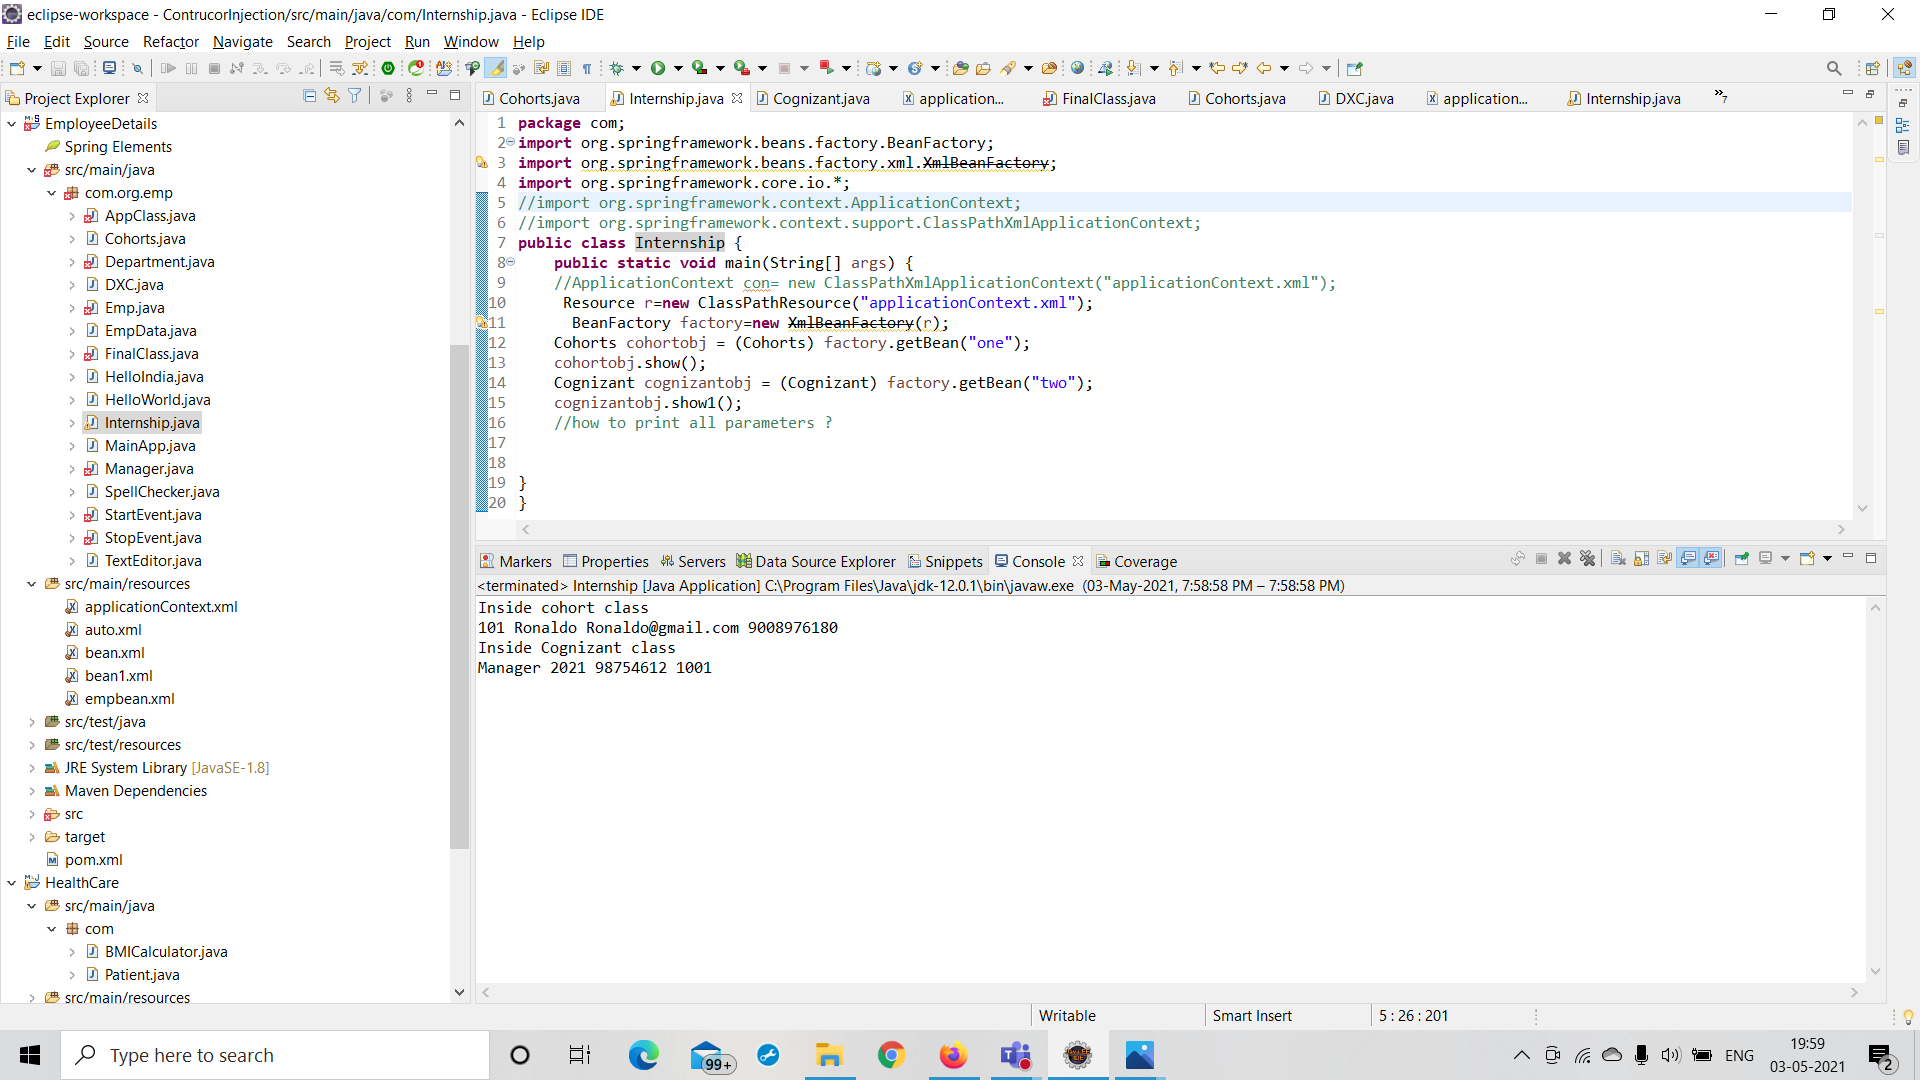 eclipse-workspace - ContrucorInjection/src/main/java/com/Internship.java - Eclipse IDE
File Edit Source Refactor Navigate Search Project Run Window Help
Project Explorer
EmployeeDetails
Spring Elements
src/main/java
com.org.emp
AppClass.java
Cohorts.java
Department.java
DXC.java
Emp.java
EmpData.java
FinalClass.java
HelloIndia.java
HelloWorld.java
Internship.java
MainApp.java
Manager.java
SpellChecker.java
StartEvent.java
StopEvent.java
TextEditor.java
src/main/resources
applicationContext.xml
auto.xml
bean.xml
bean1.xml
empbean.xml
src/test/java
src/test/resources
JRE System Library [JavaSE-1.8]
Maven Dependencies
src
target
pom.xml
HealthCare
src/main/java
com
BMICalculator.java
Patient.java
src/main/resources
Cohorts.java Internship.java Cognizant.java application... FinalClass.java Cohorts.java DXC.java application... Internship.java »7
1 package com;
2 import org.springframework.beans.factory.BeanFactory;
3 import org.springframework.beans.factory.xml.XmlBeanFactory;
4 import org.springframework.core.io.*;
5 //import org.springframework.context.ApplicationContext;
6 //import org.springframework.context.support.ClassPathXmlApplicationContext;
7 public class Internship {
8 public static void main(String[] args) {
9 //ApplicationContext con= new ClassPathXmlApplicationContext("applicationContext.xml");
10 Resource r=new ClassPathResource("applicationContext.xml");
11 BeanFactory factory=new XmlBeanFactory(r);
12 Cohorts cohortobj = (Cohorts) factory.getBean("one");
13 cohortobj.show();
14 Cognizant cognizantobj = (Cognizant) factory.getBean("two");
15 cognizantobj.show1();
16 //how to print all parameters ?
17
18
19 }
20 }
Markers Properties Servers Data Source Explorer Snippets Console Coverage
<terminated> Internship [Java Application] C:\Program Files\Java\jdk-12.0.1\bin\javaw.exe (03-May-2021, 7:58:58 PM – 7:58:58 PM)
Inside cohort class
101 Ronaldo Ronaldo@gmail.com 9008976180
Inside Cognizant class
Manager 2021 98754612 1001
Writable Smart Insert 5 : 26 : 201
Type here to search
99+
ENG
19:59
03-05-2021
2